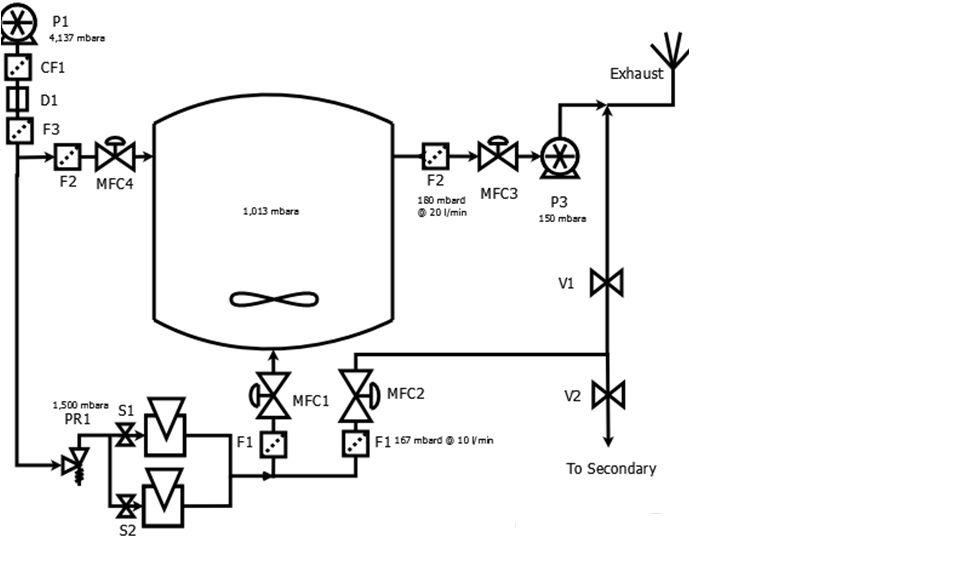 P1
4,137 mbara
CF1
D1
F3
F2
MFC4
1,013 mbara
F2
180 mbard
@ 20 l/min
MFC3
P3
150 mbara
Exhaust
V1
V2
To Secondary
MFC1
MFC2
F1
F1 167 mbard @ 10 l/min
1,500 mbara
PR1
S1
S2